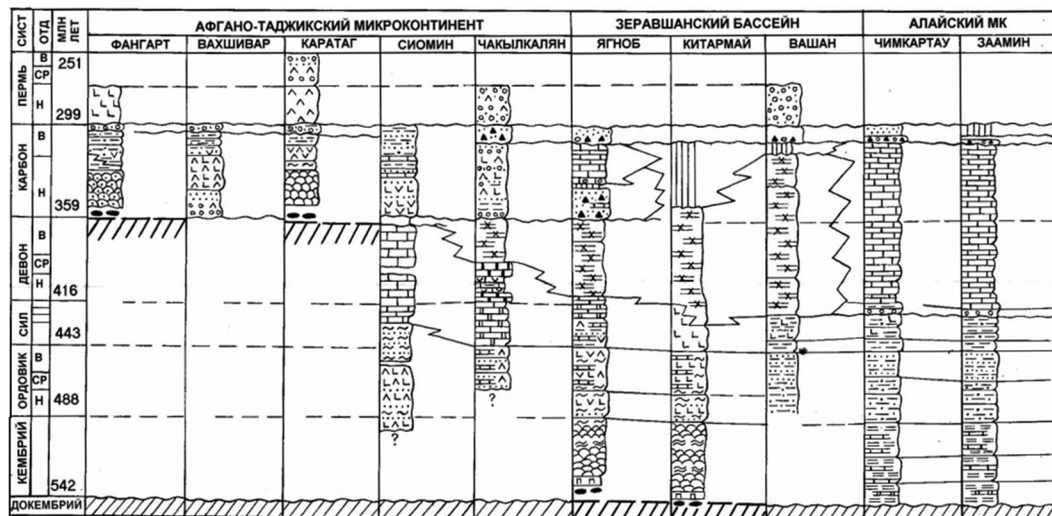 СИСТ
ОТД
МЛН ЛЕТ
АФГАНО-ТАДЖИКСКИЙ МИКРОКОНТИНЕНТ
ЗЕРАВШАНСКИЙ БАССЕЙН
АЛАЙСКИЙ МК
ФАНГАРТ
ВАХШИВАР
КАРАТАГ
СИОМИН
ЧАКЫЛКАЛЯН
ЯГНОБ
КИТАРМАЙ
ВАШАН
ЧИМКАРТАУ
ЗААМИН
ПЕРМЬ
В
251
СР
Н
299
КАРБОН
В
Н
359
ДЕВОН
В
СР
Н
416
СИЛ
443
ОРДОВИК
В
СР
Н
488
?
?
КЕМБРИЙ
542
ДОКЕМБРИЙ